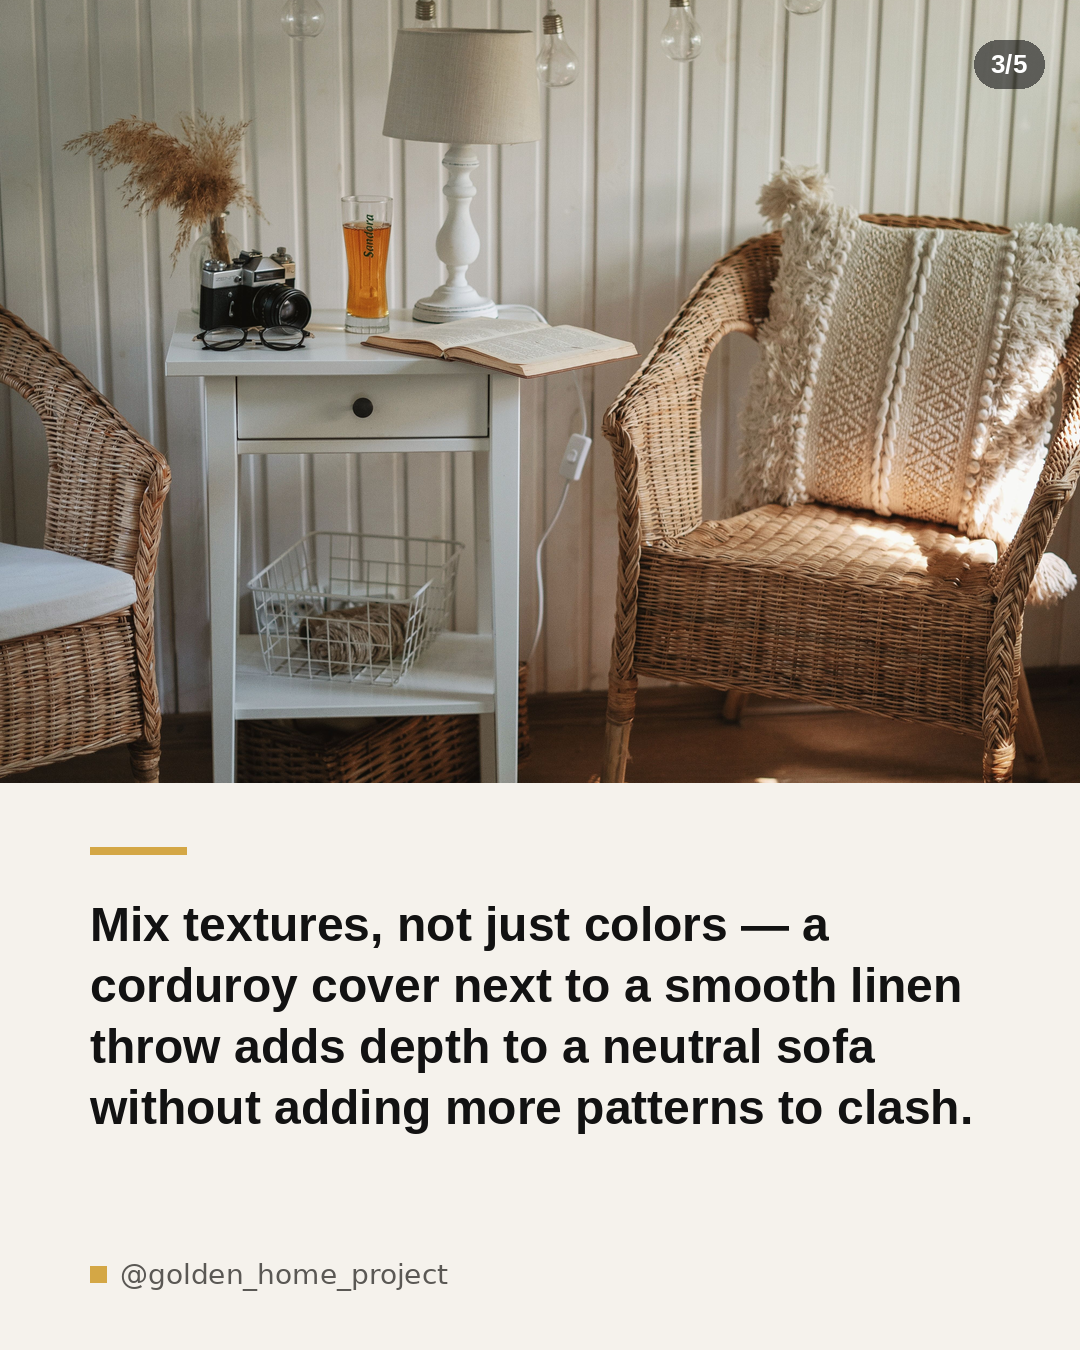 3/5
Sandora
Mix textures, not just colors — a
corduroy cover next to a smooth linen
throw adds depth to a neutral sofa
without adding more patterns to clash.
@golden_home_project